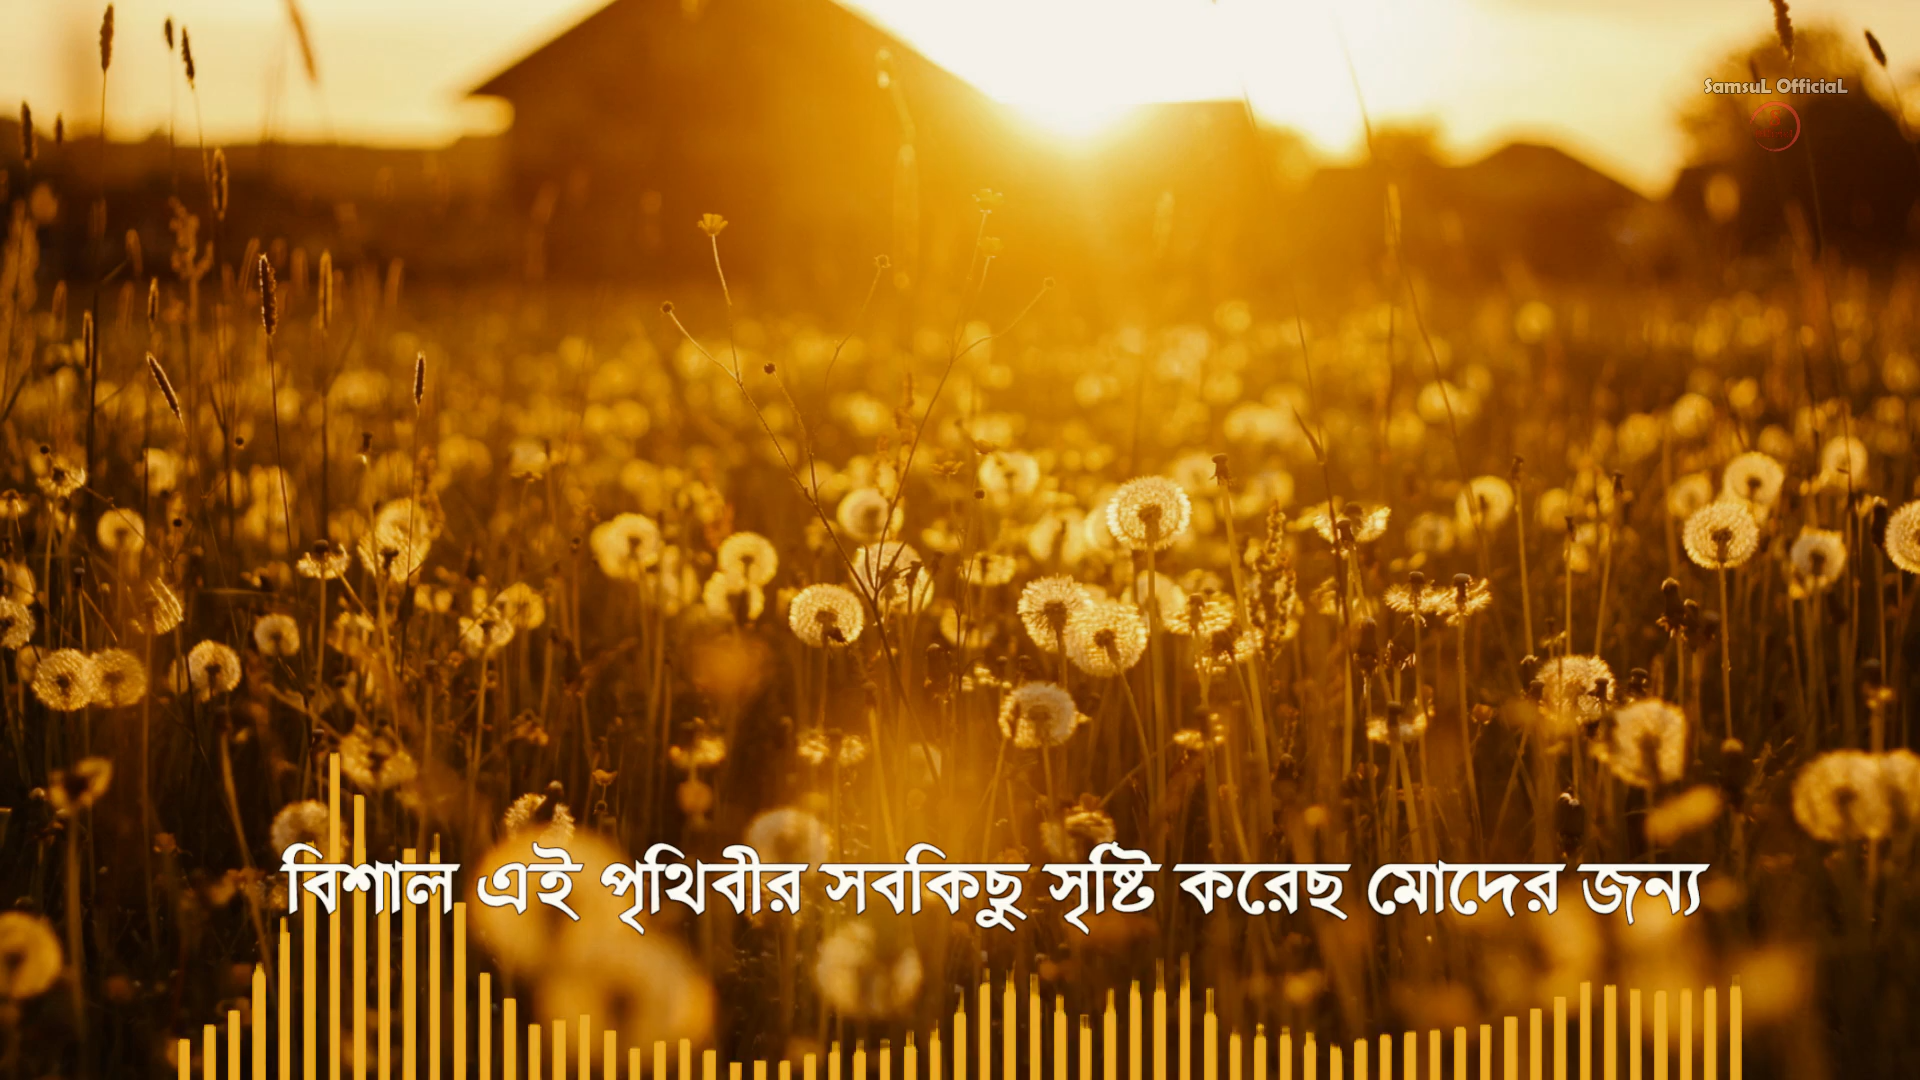 SamsuL OfficiaL
বিশাল এই পৃথিবীর সবকিছু সৃষ্টি করেছ মোদের জন্য